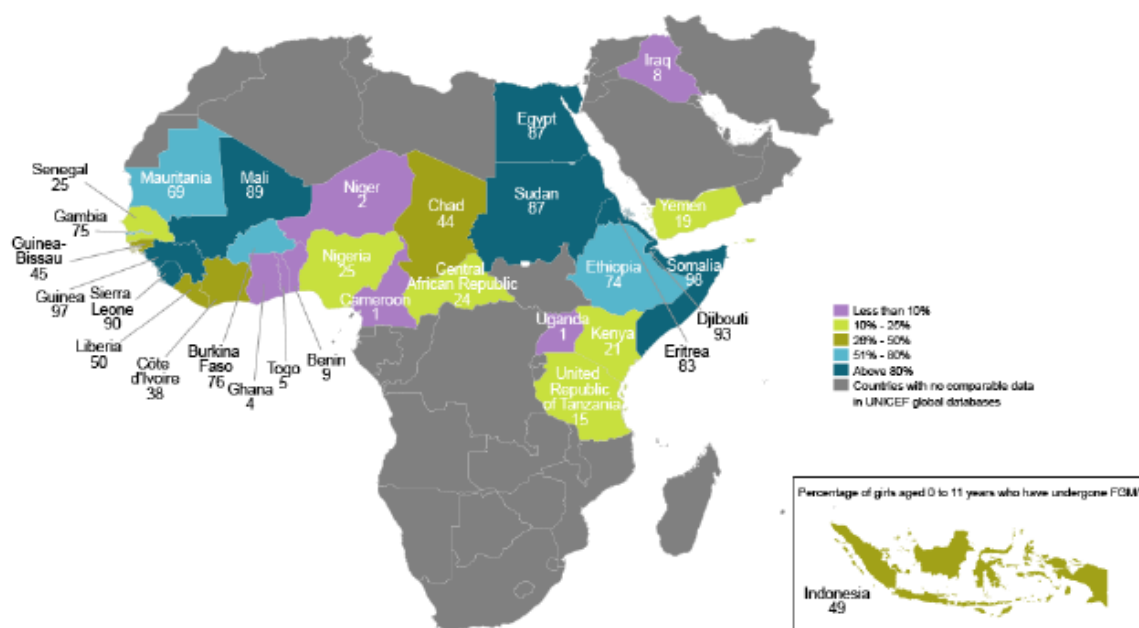 Iraq
8
Egypt
87
Senegal
25
Mauritania
69
Mali
89
Niger
2
Chad
44
Sudan
87
Yemen
19
Gambia
75
Guinea-
Bissau
45
Nigeria
25
Central
African Republic
24
Ethiopia
74
Somalia
98
Guinea
97
Sierra
Leone
90
Cameroon
1
Uganda
1
Kenya
21
Djibouti
93
Liberia
50
Côte
d'Ivoire
38
Burkina
Faso
76
Ghana
4
Togo
5
Benin
9
Eritrea
83
United
Republic
of Tanzania
15
Less than 10%
10% - 25%
26% - 50%
51% - 80%
Above 80%
Countries with no comparable data
in UNICEF global databases
Percentage of girls aged 0 to 11 years who have undergone FGM/
Indonesia
49